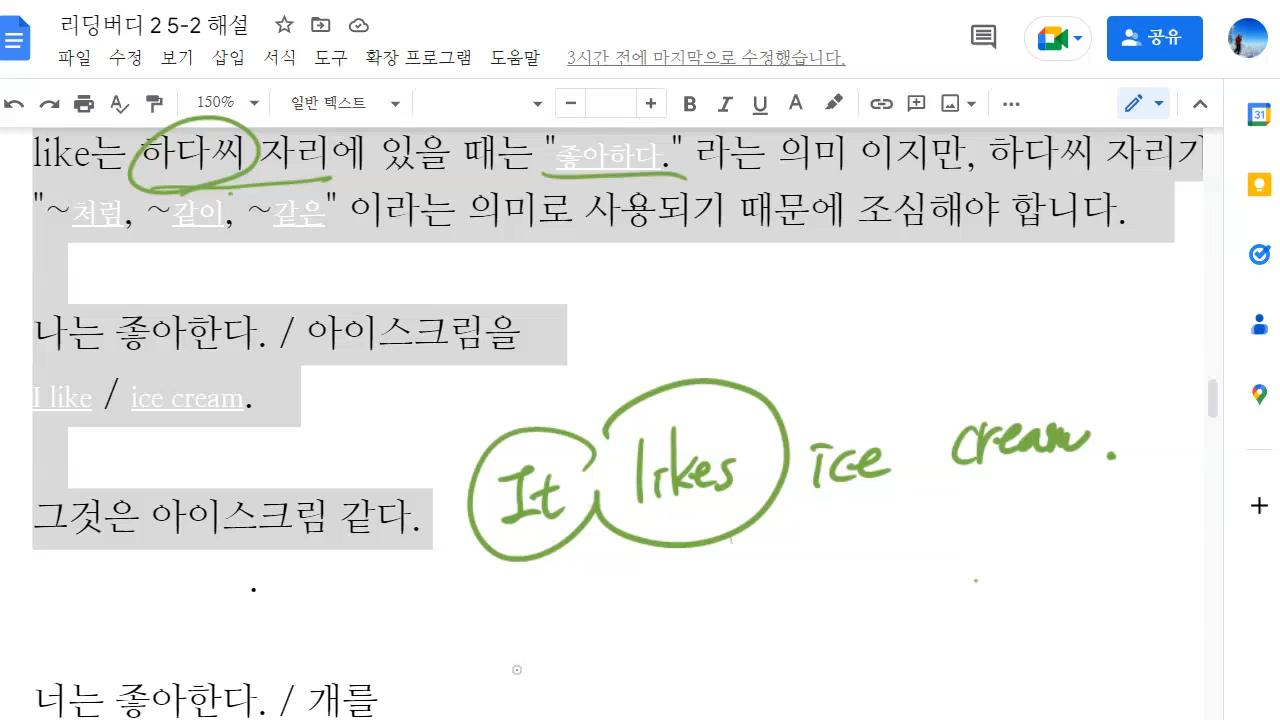 리딩버디 2 5-2 해설
파일 수정 보기 삽입 서식 도구 확장 프로그램 도움말 3시간 전에 마지막으로 수정했습니다.
공유
150% 일반 텍스트
31
like는 하다씨 자리에 있을 때는 "좋아하다." 라는 의미 이지만, 하다씨 자리가
"~처럼, ~같이, ~같은" 이라는 의미로 사용되기 때문에 조심해야 합니다.
나는 좋아한다. / 아이스크림을
I like / ice cream.
It likes ice cream.
그것은 아이스크림 같다.
.
너는 좋아한다. / 개를